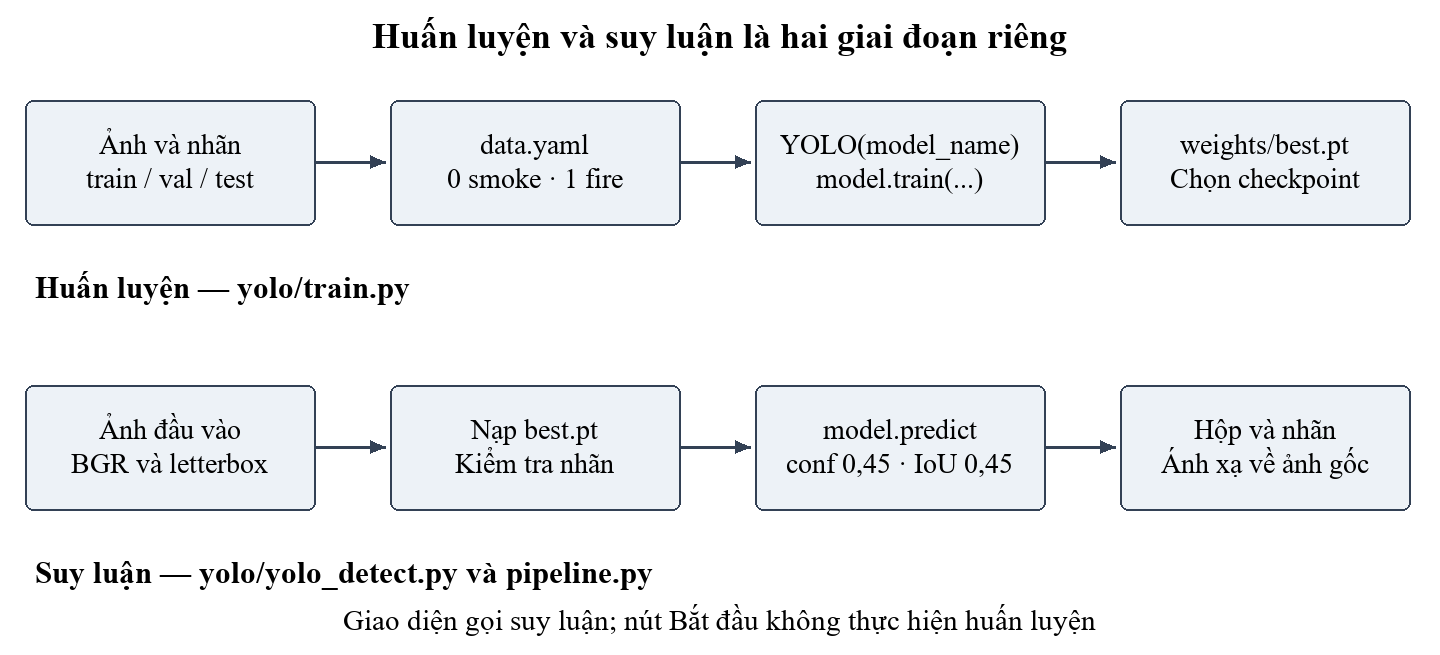 Huấn luyện và suy luận là hai giai đoạn riêng
Ảnh và nhãn
train / val / test
data.yaml
0 smoke · 1 fire
YOLO(model_name)
model.train(...)
weights/best.pt
Chọn checkpoint
Huấn luyện — yolo/train.py
Ảnh đầu vào
BGR và letterbox
Nạp best.pt
Kiểm tra nhãn
model.predict
conf 0,45 · IoU 0,45
Hộp và nhãn
Ánh xạ về ảnh gốc
Suy luận — yolo/yolo_detect.py và pipeline.py
Giao diện gọi suy luận; nút Bắt đầu không thực hiện huấn luyện